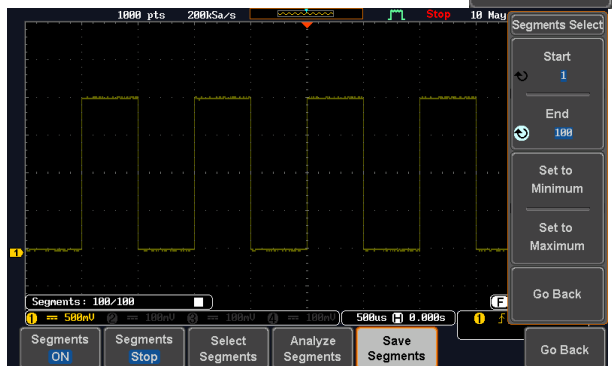 1000 pts 200kSa/s Stop 10 May
Segments Select
Start
1
End
100
Set to
Minimum
Set to
Maximum
Go Back
1
Segments: 100/100
F
1 500mV 2 100mV 3 100mV 4 100mV 500us H 0.000s 1
Segments
ON
Segments
Stop
Select
Segments
Analyze
Segments
Save
Segments
Go Back